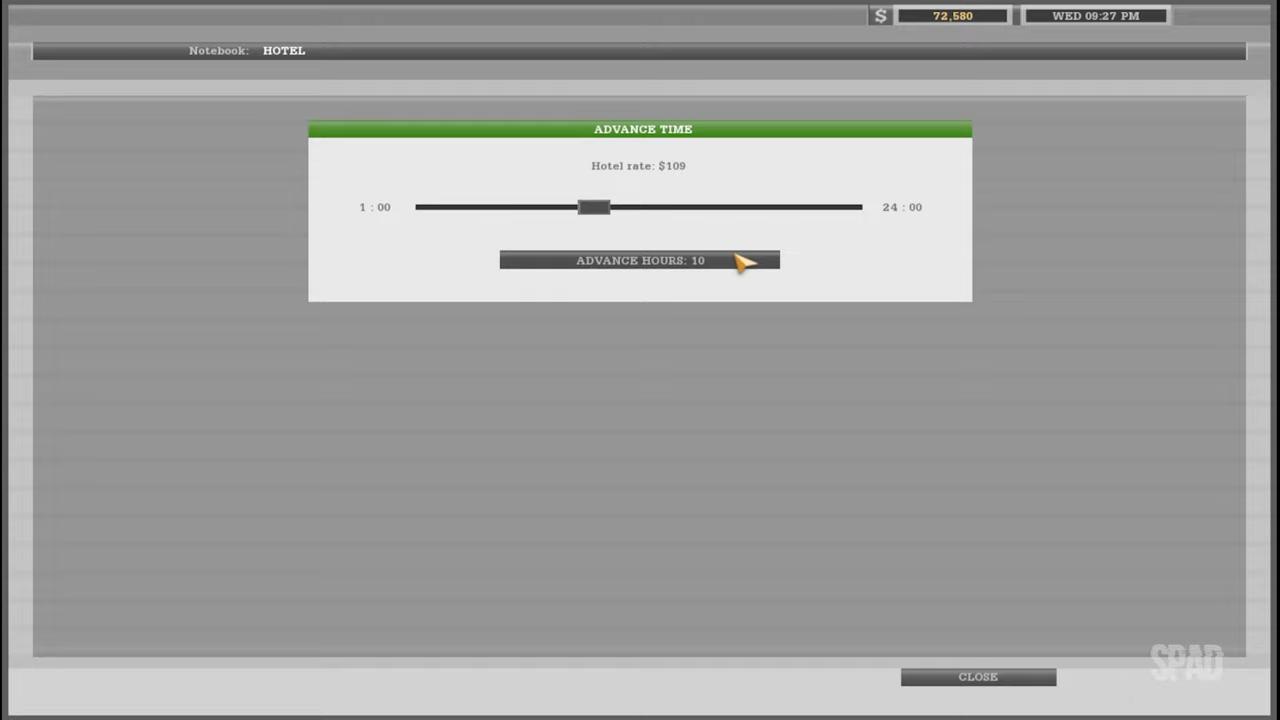 $ 72,580 WED 09:27 PM
Notebook: HOTEL
ADVANCE TIME
Hotel rate: $109
1 : 00 24 : 00
ADVANCE HOURS: 10
SPAD
CLOSE